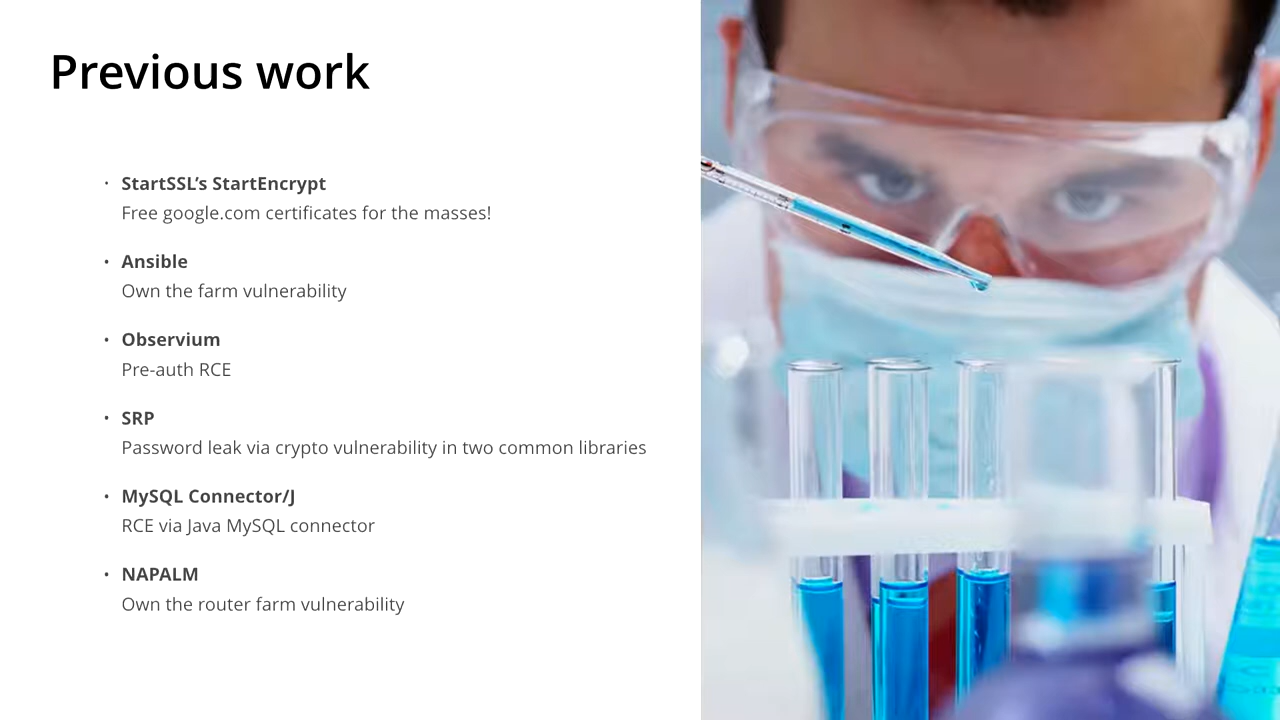 Previous work
• StartSSL’s StartEncrypt
Free google.com certificates for the masses!
• Ansible
Own the farm vulnerability
• Observium
Pre-auth RCE
• SRP
Password leak via crypto vulnerability in two common libraries
• MySQL Connector/J
RCE via Java MySQL connector
• NAPALM
Own the router farm vulnerability